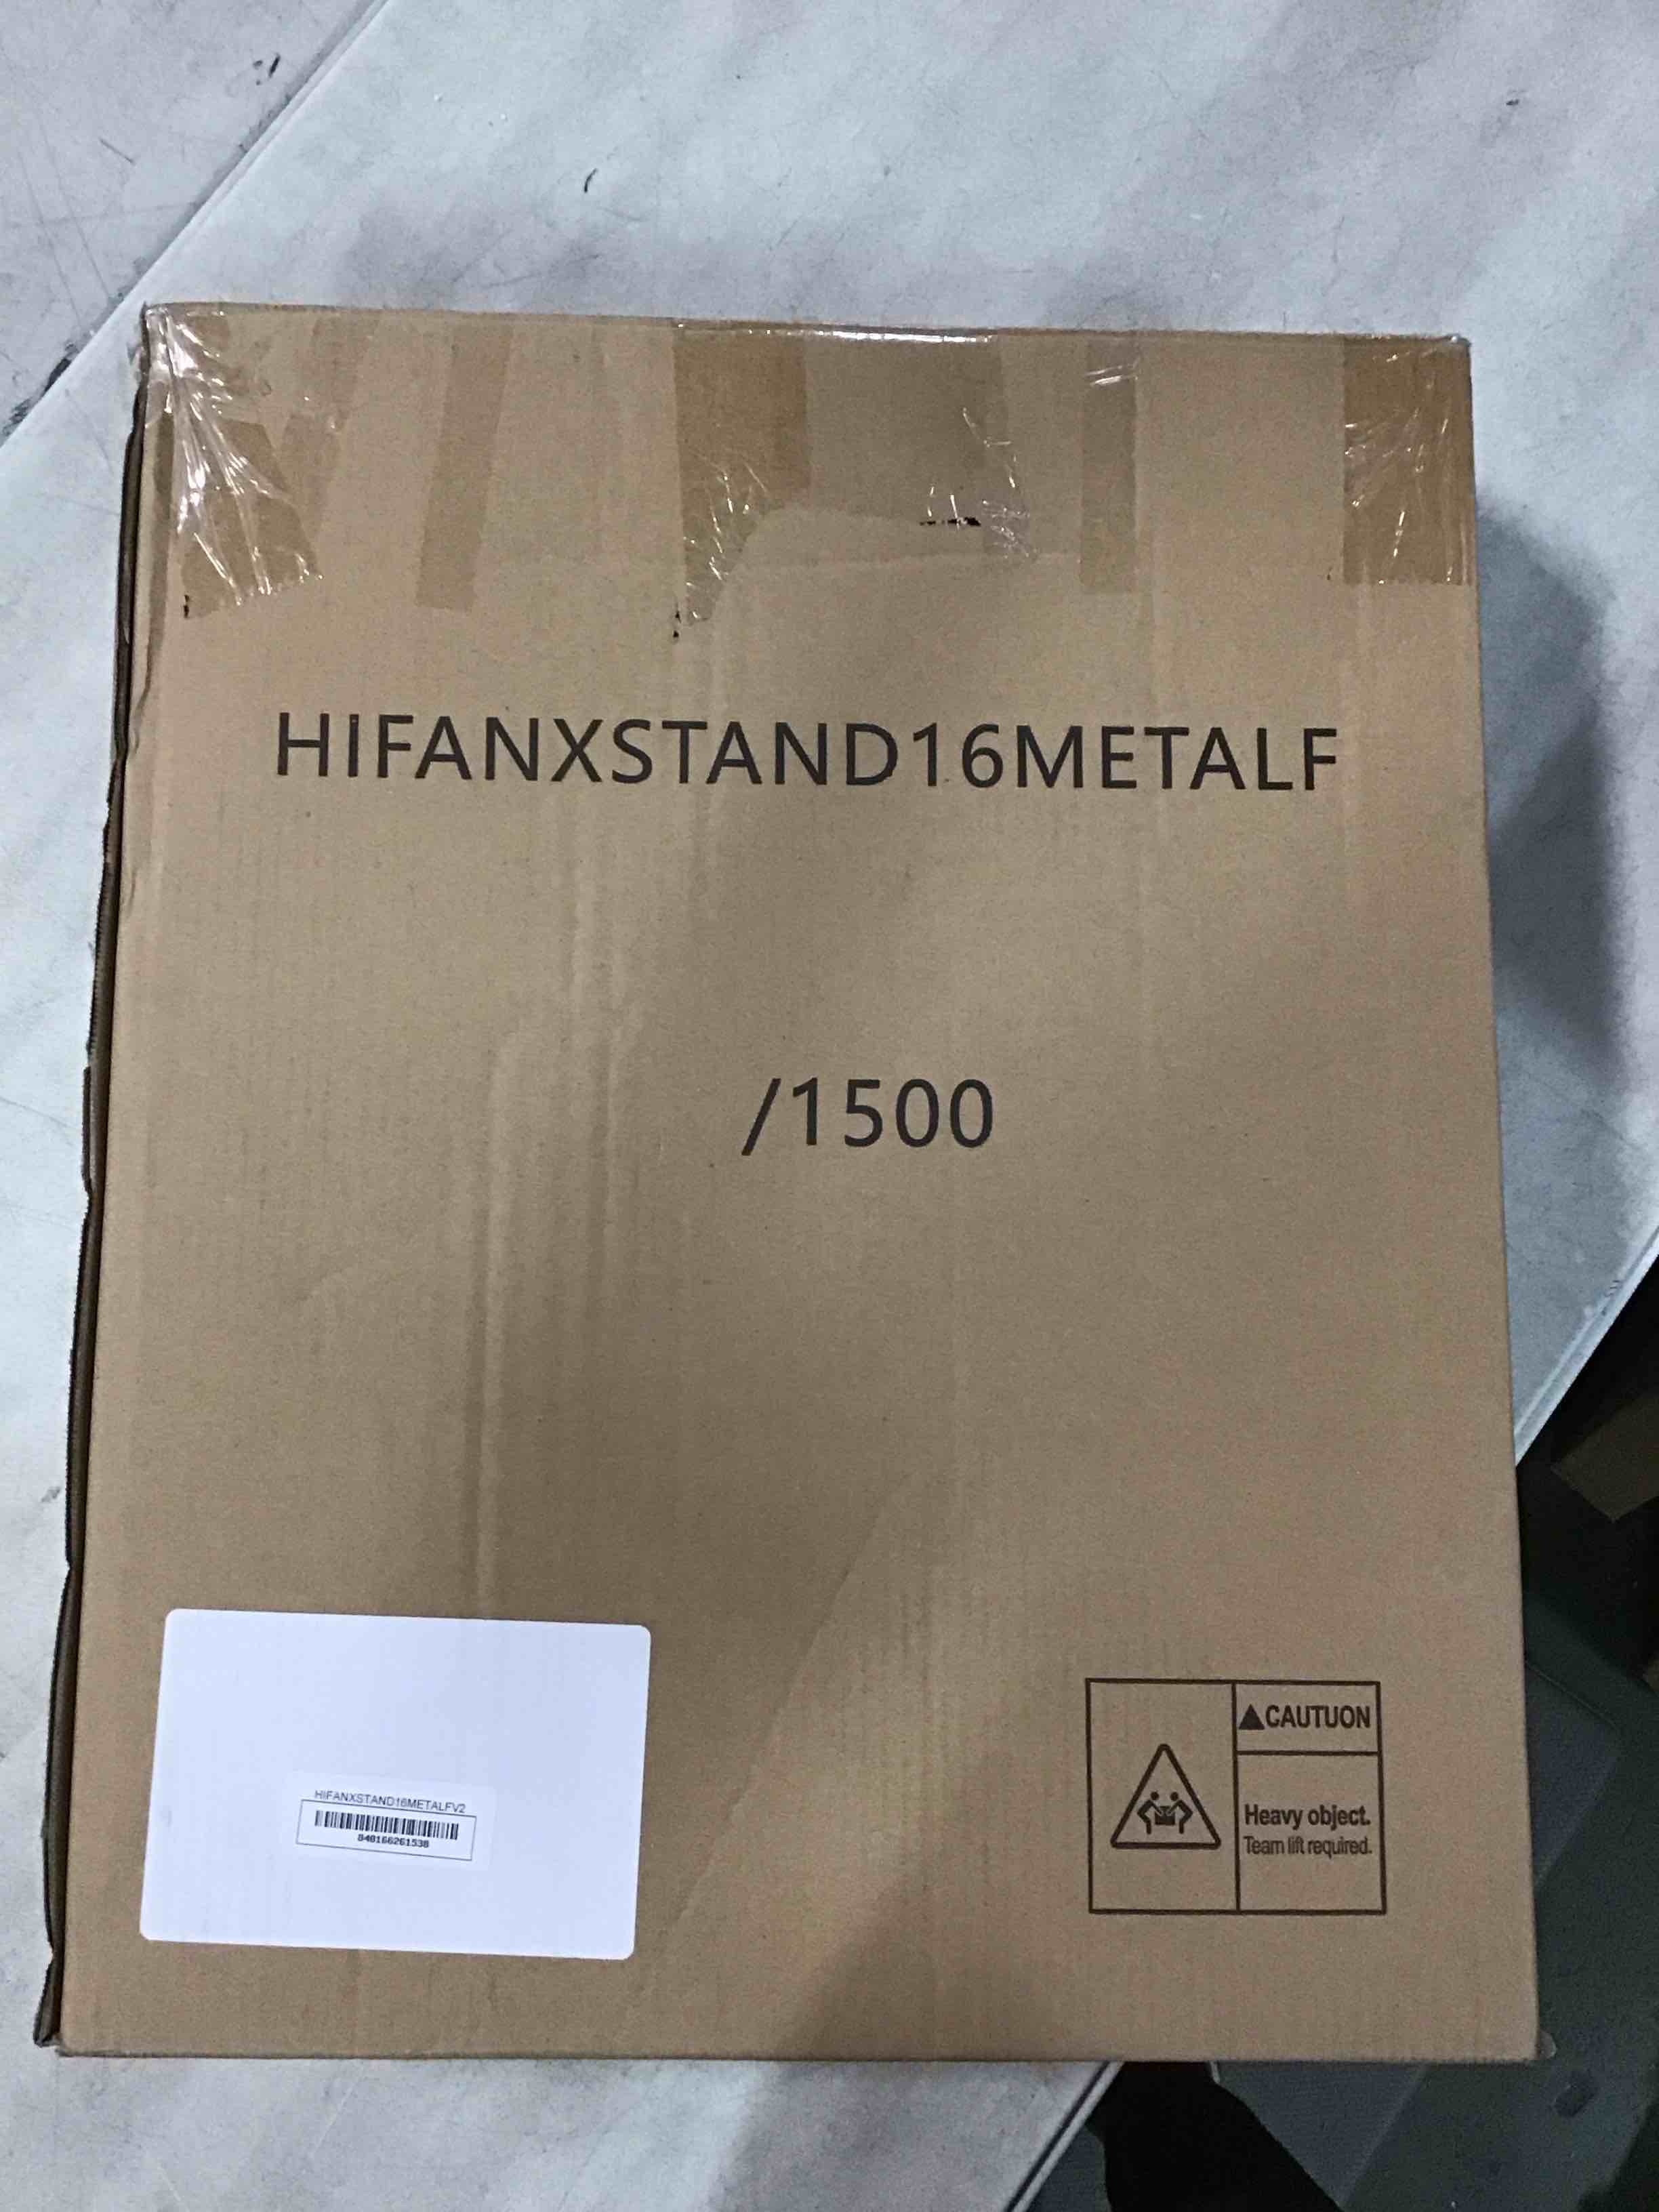 HIFANXSTAND16METALF
/1500
HIFANXSTAND16METALFV2
840166261538
▲CAUTUON
Heavy object.
Team lift required.